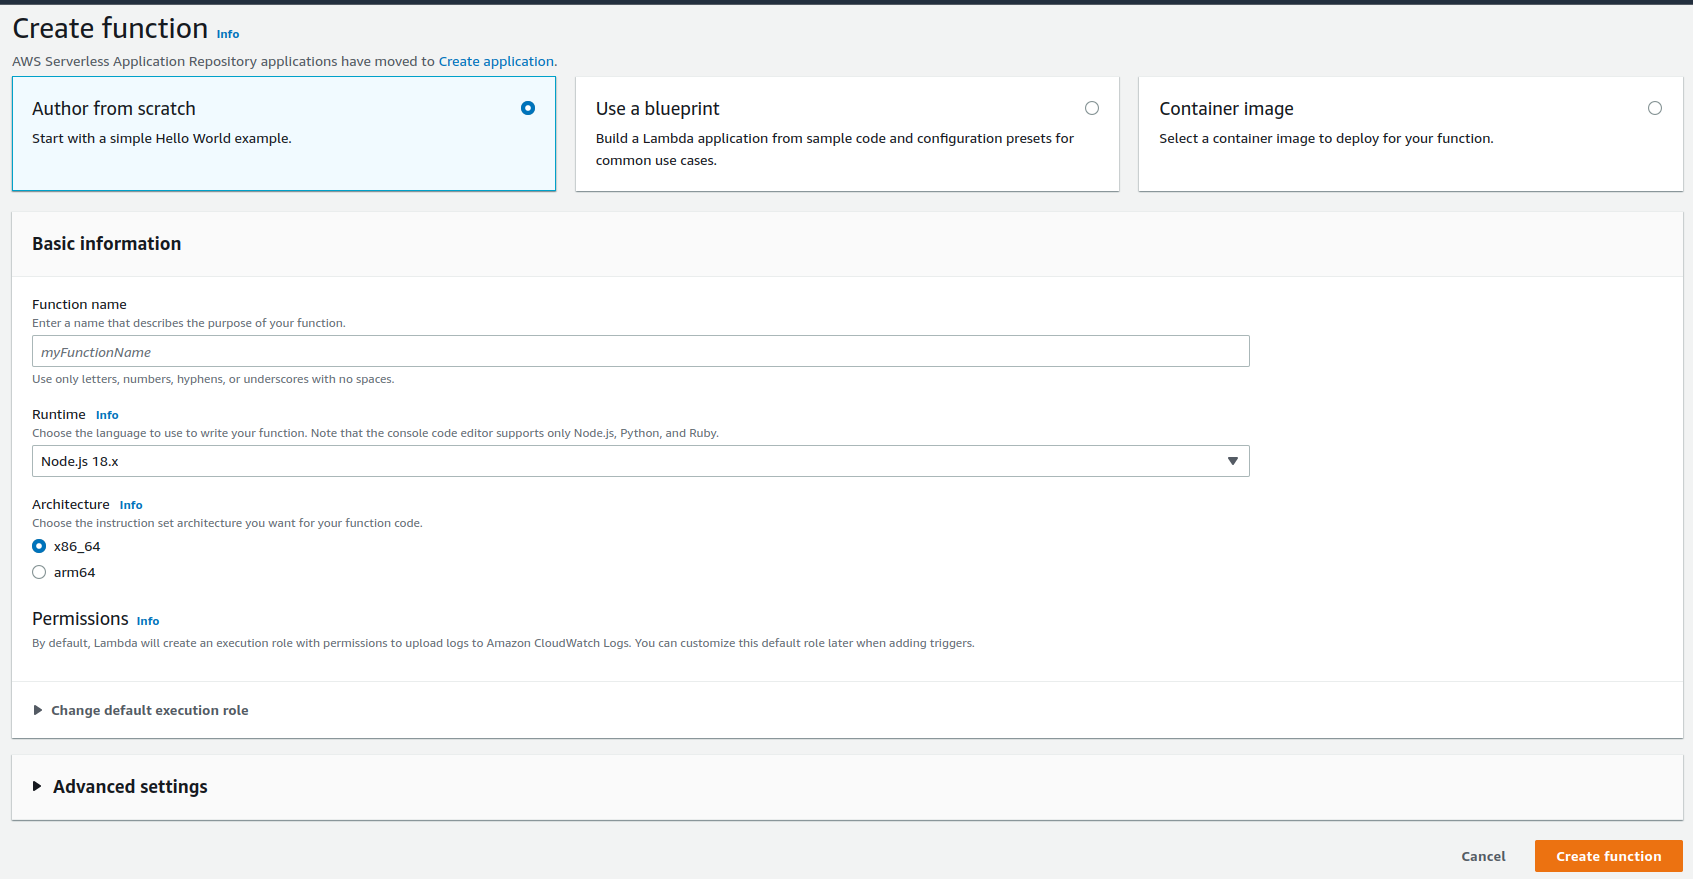 Create function Info
AWS Serverless Application Repository applications have moved to Create application.
Author from scratch
Start with a simple Hello World example.
Use a blueprint
Build a Lambda application from sample code and configuration presets for
common use cases.
Container image
Select a container image to deploy for your function.
Basic information
Function name
Enter a name that describes the purpose of your function.
myFunctionName
Use only letters, numbers, hyphens, or underscores with no spaces.
Runtime Info
Choose the language to use to write your function. Note that the console code editor supports only Node.js, Python, and Ruby.
Node.js 18.x
Architecture Info
Choose the instruction set architecture you want for your function code.
x86_64
arm64
Permissions Info
By default, Lambda will create an execution role with permissions to upload logs to Amazon CloudWatch Logs. You can customize this default role later when adding triggers.
Change default execution role
Advanced settings
Cancel
Create function